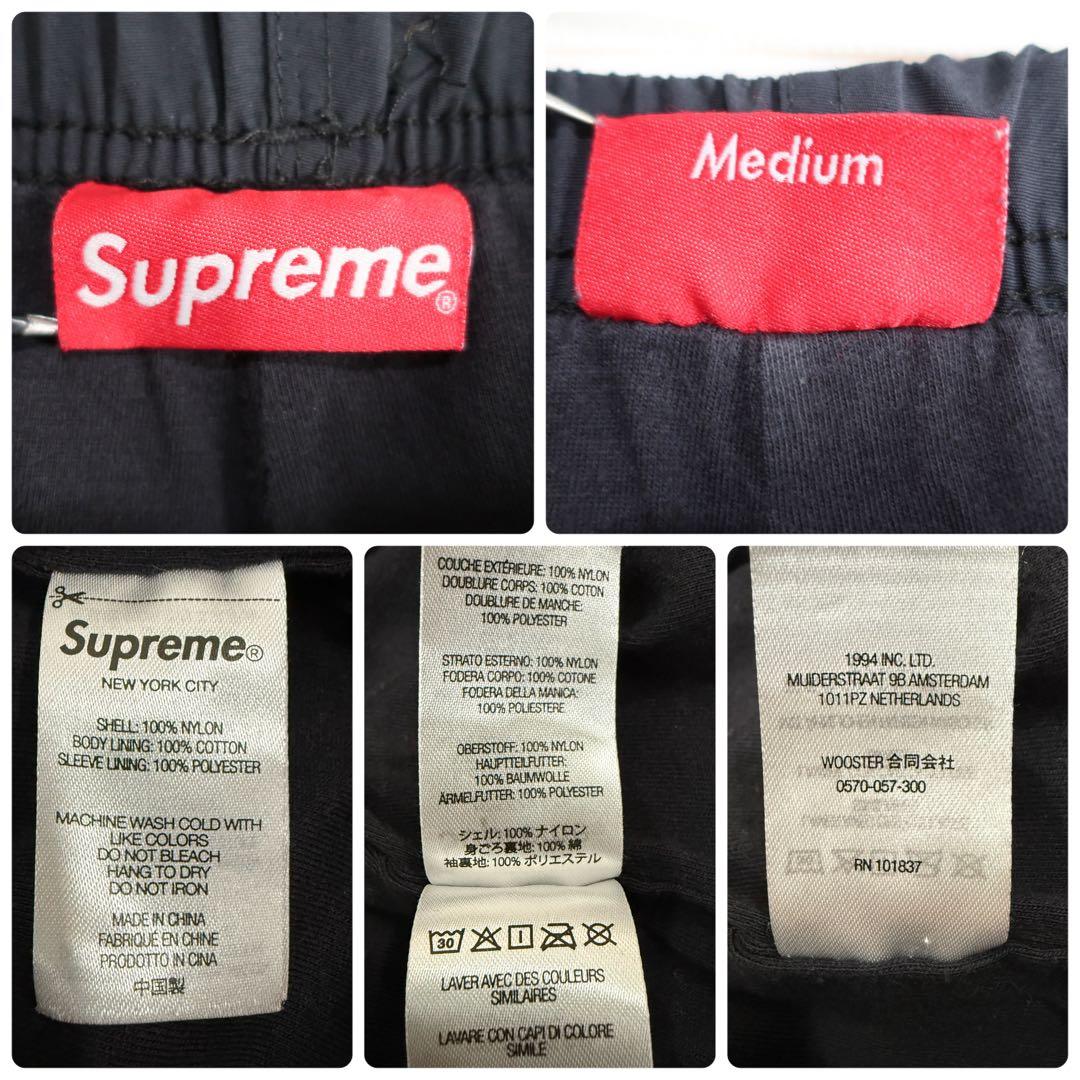 Supreme®
Medium
Supreme®
NEW YORK CITY
SHELL: 100% NYLON
BODY LINING: 100% COTTON
SLEEVE LINING: 100% POLYESTER
MACHINE WASH COLD WITH
LIKE COLORS
DO NOT BLEACH
HANG TO DRY
DO NOT IRON
MADE IN CHINA
FABRIQUÉ EN CHINE
PRODOTTO IN CINA
中国製
COUCHE EXTÉRIEURE: 100% NYLON
DOUBLURE CORPS: 100% COTON
DOUBLURE DE MANCHE:
100% POLYESTER
STRATO ESTERNO: 100% NYLON
FODERA CORPO: 100% COTONE
FODERA DELLA MANICA:
100% POLIESTERE
OBERSTOFF: 100% NYLON
HAUPTTEILFUTTER:
100% BAUMWOLLE
ÄRMELFUTTER: 100% POLYESTER
シェル: 100% ナイロン
身ごろ裏地: 100% 綿
袖裏地: 100% ポリエステル
30
LAVER AVEC DES COULEURS
SIMILAIRES
LAVARE CON CAPI DI COLORE
SIMILE
1994 INC. LTD.
MUIDERSTRAAT 9B AMSTERDAM
1011PZ NETHERLANDS
WOOSTER 合同会社
0570-057-300
RN 101837